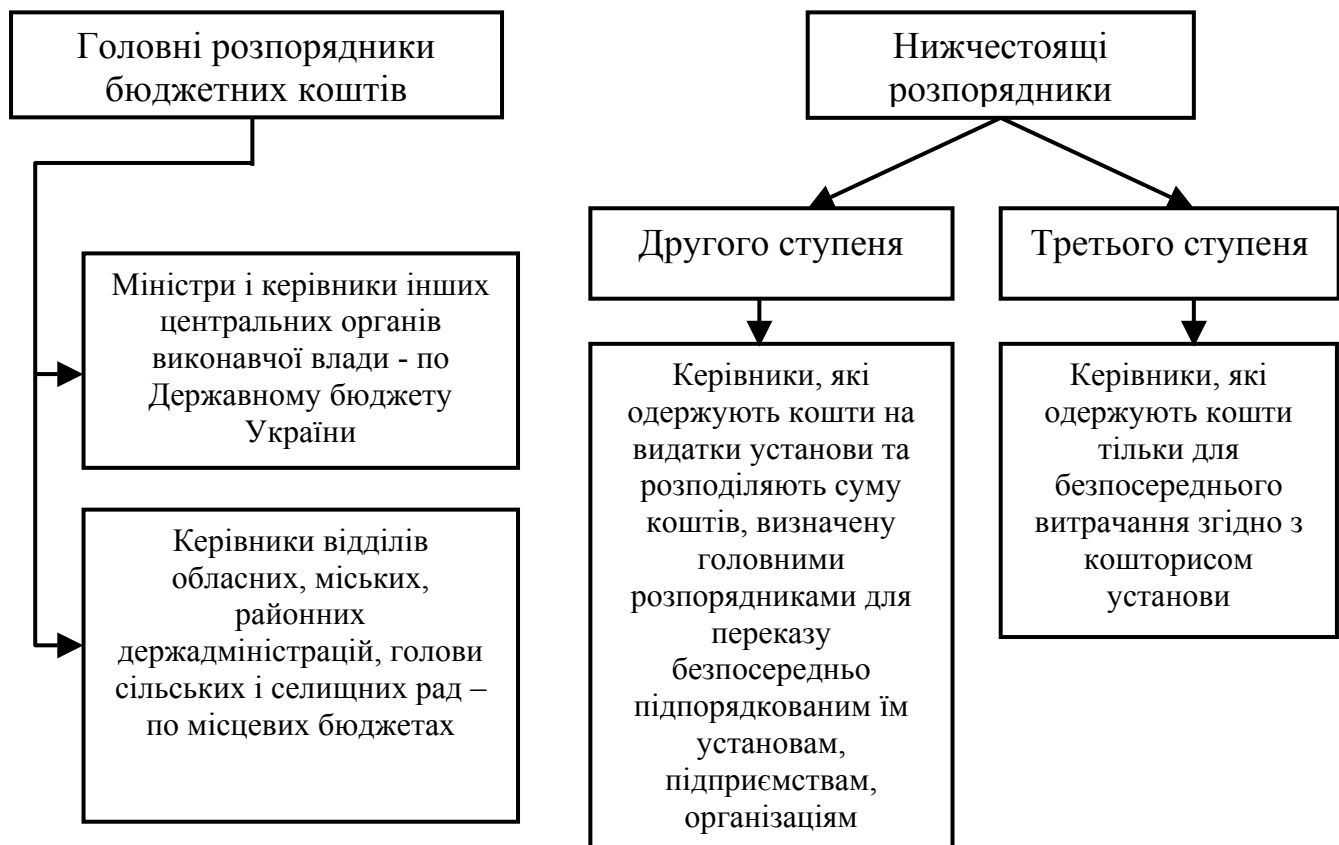 Головні розпорядники
бюджетних коштів
Міністри і керівники інших
центральних органів
виконавчої влади - по
Державному бюджету
України
Керівники відділів
обласних, міських,
районних
держадміністрацій, голови
сільських і селищних рад –
по місцевих бюджетах
Нижчестоящі
розпорядники
Другого ступеня
Керівники, які
одержують кошти на
видатки установи та
розподіляють суму
коштів, визначену
головними
розпорядниками для
переказу
безпосередньо
підпорядкованим їм
установам,
підприємствам,
організаціям
Третього ступеня
Керівники, які
одержують кошти
тільки для
безпосереднього
витрачання згідно з
кошторисом
установи